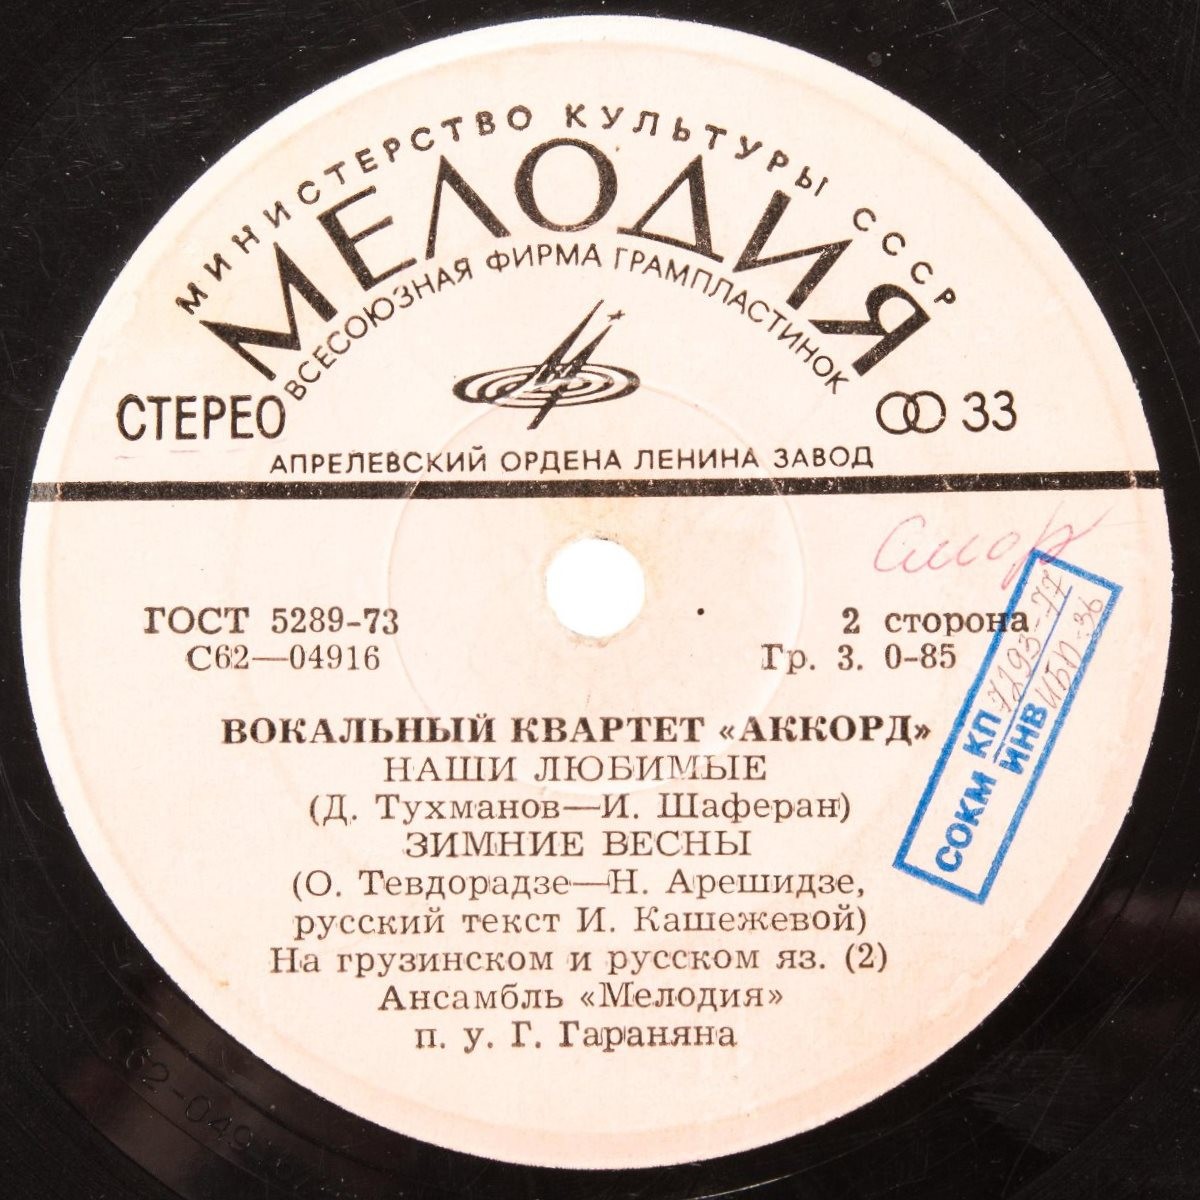 МИНИСТЕРСТВО КУЛЬТУРЫ СССР
МЕЛОДИЯ
ВСЕСОЮЗНАЯ ФИРМА ГРАМПЛАСТИНОК
СТЕРЕО
33
АПРЕЛЕВСКИЙ ОРДЕНА ЛЕНИНА ЗАВОД
ГОСТ 5289-73
2 сторона
С62—04916
Гр. 3. 0-85
ВОКАЛЬНЫЙ КВАРТЕТ «АККОРД»
НАШИ ЛЮБИМЫЕ
(Д. Тухманов—И. Шаферан)
ЗИМНИЕ ВЕСНЫ
(О. Тевдорадзе—Н. Арешидзе,
русский текст И. Кашежевой)
На грузинском и русском яз. (2)
Ансамбль «Мелодия»
п. у. Г. Гараняна
СОКМ КП 7293-77
ИНВ